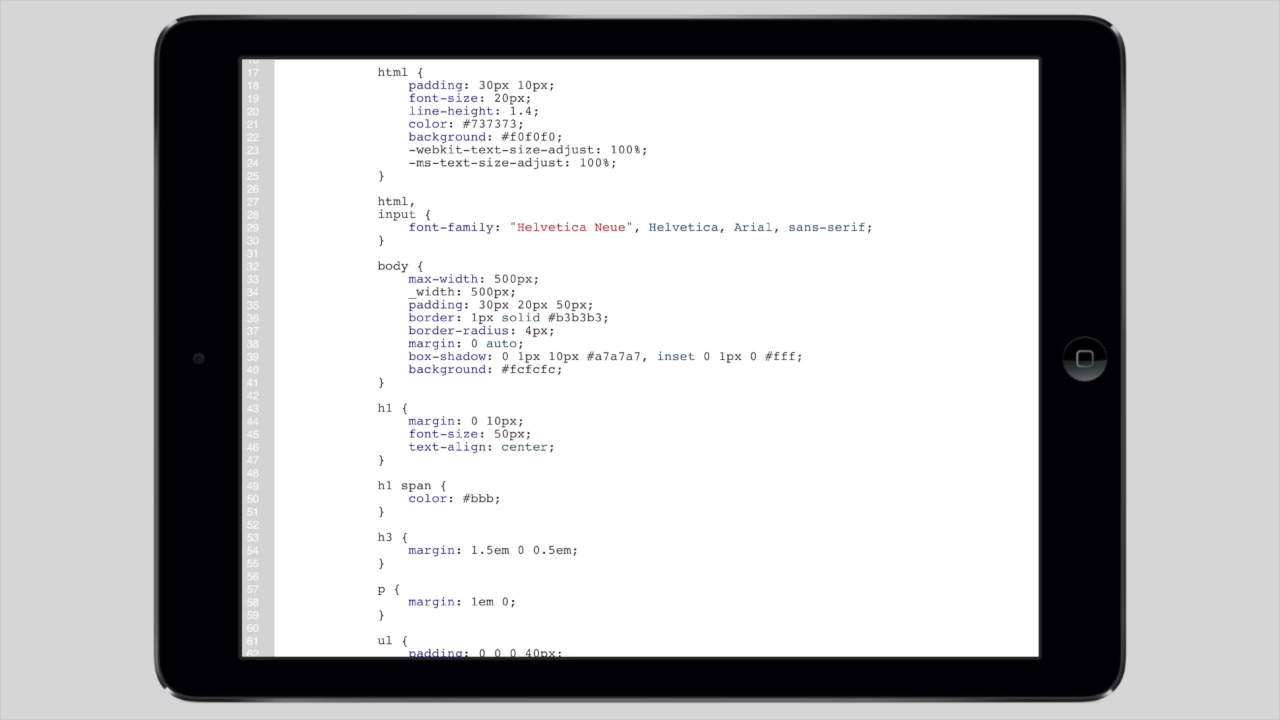 17 html {
18 padding: 30px 10px;
19 font-size: 20px;
20 line-height: 1.4;
21 color: #737373;
22 background: #f0f0f0;
23 -webkit-text-size-adjust: 100%;
24 -ms-text-size-adjust: 100%;
25 }
26
27 html,
28 input {
29 font-family: "Helvetica Neue", Helvetica, Arial, sans-serif;
30 }
31
32 body {
33 max-width: 500px;
34 _width: 500px;
35 padding: 30px 20px 50px;
36 border: 1px solid #b3b3b3;
37 border-radius: 4px;
38 margin: 0 auto;
39 box-shadow: 0 1px 10px #a7a7a7, inset 0 1px 0 #fff;
40 background: #fcfcfc;
41 }
42
43 h1 {
44 margin: 0 10px;
45 font-size: 50px;
46 text-align: center;
47 }
48
49 h1 span {
50 color: #bbb;
51 }
52
53 h3 {
54 margin: 1.5em 0 0.5em;
55 }
56
57 p {
58 margin: 1em 0;
59 }
60
61 ul {
62 padding: 0 0 0 40px;